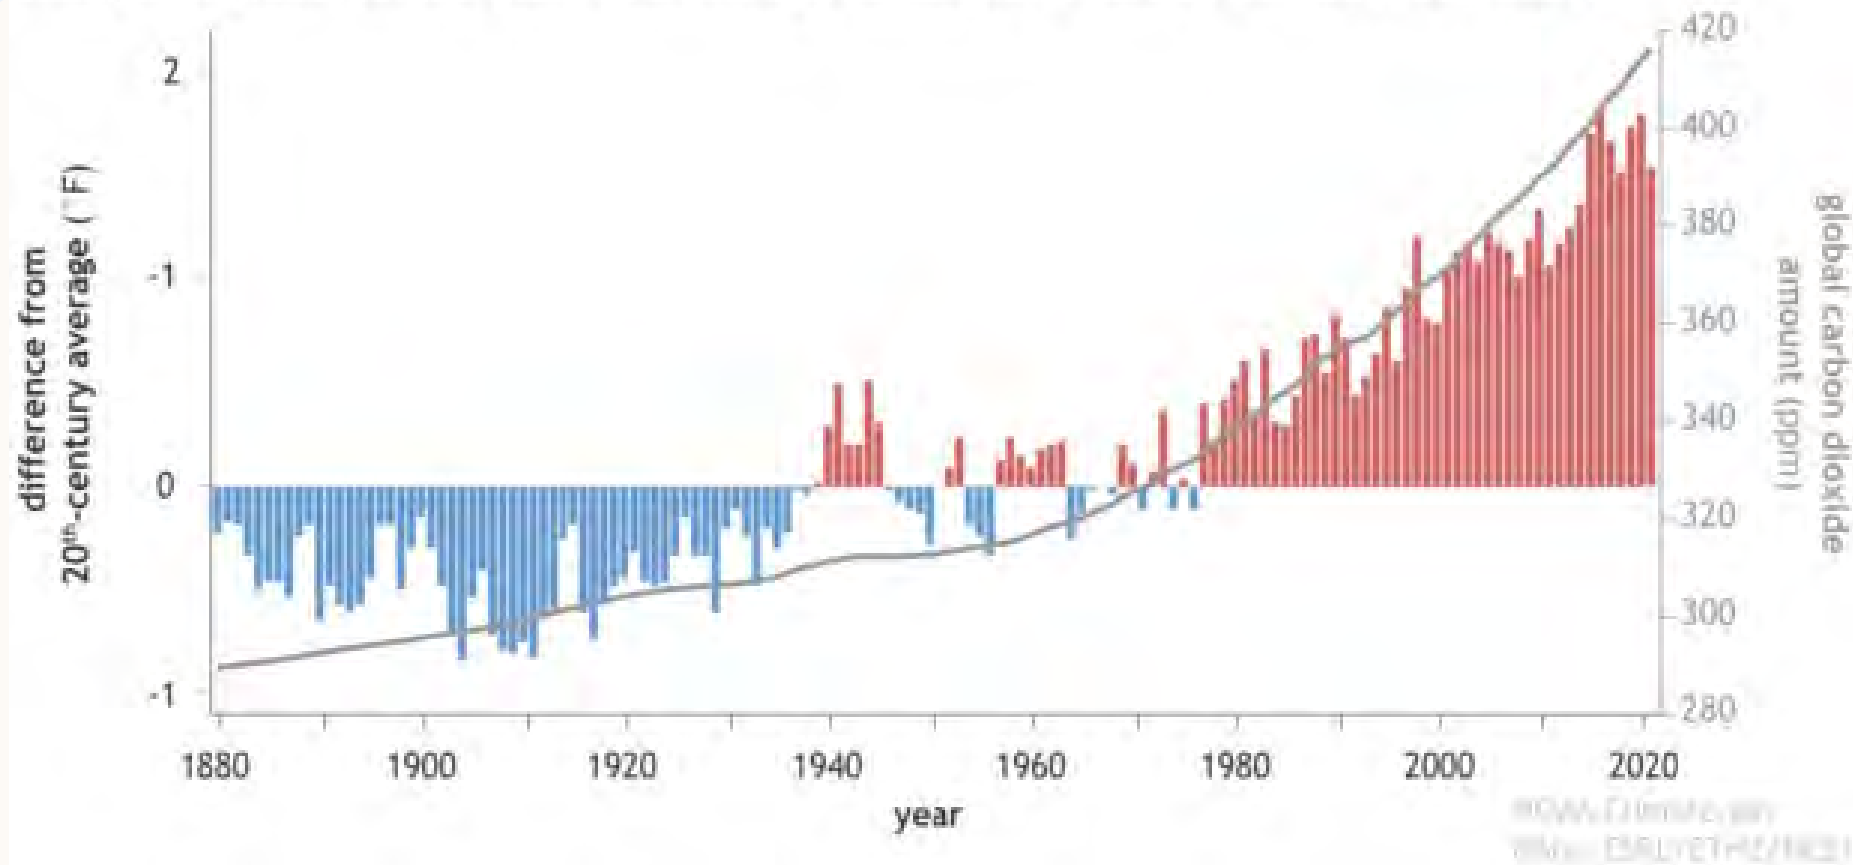 difference from
20th-century average (°F)
2
-1
0
-1
420
400
380
360
340
320
300
280
global carbon dioxide
amount (ppm)
1880 1900 1920 1940 1960 1980 2000 2020
year